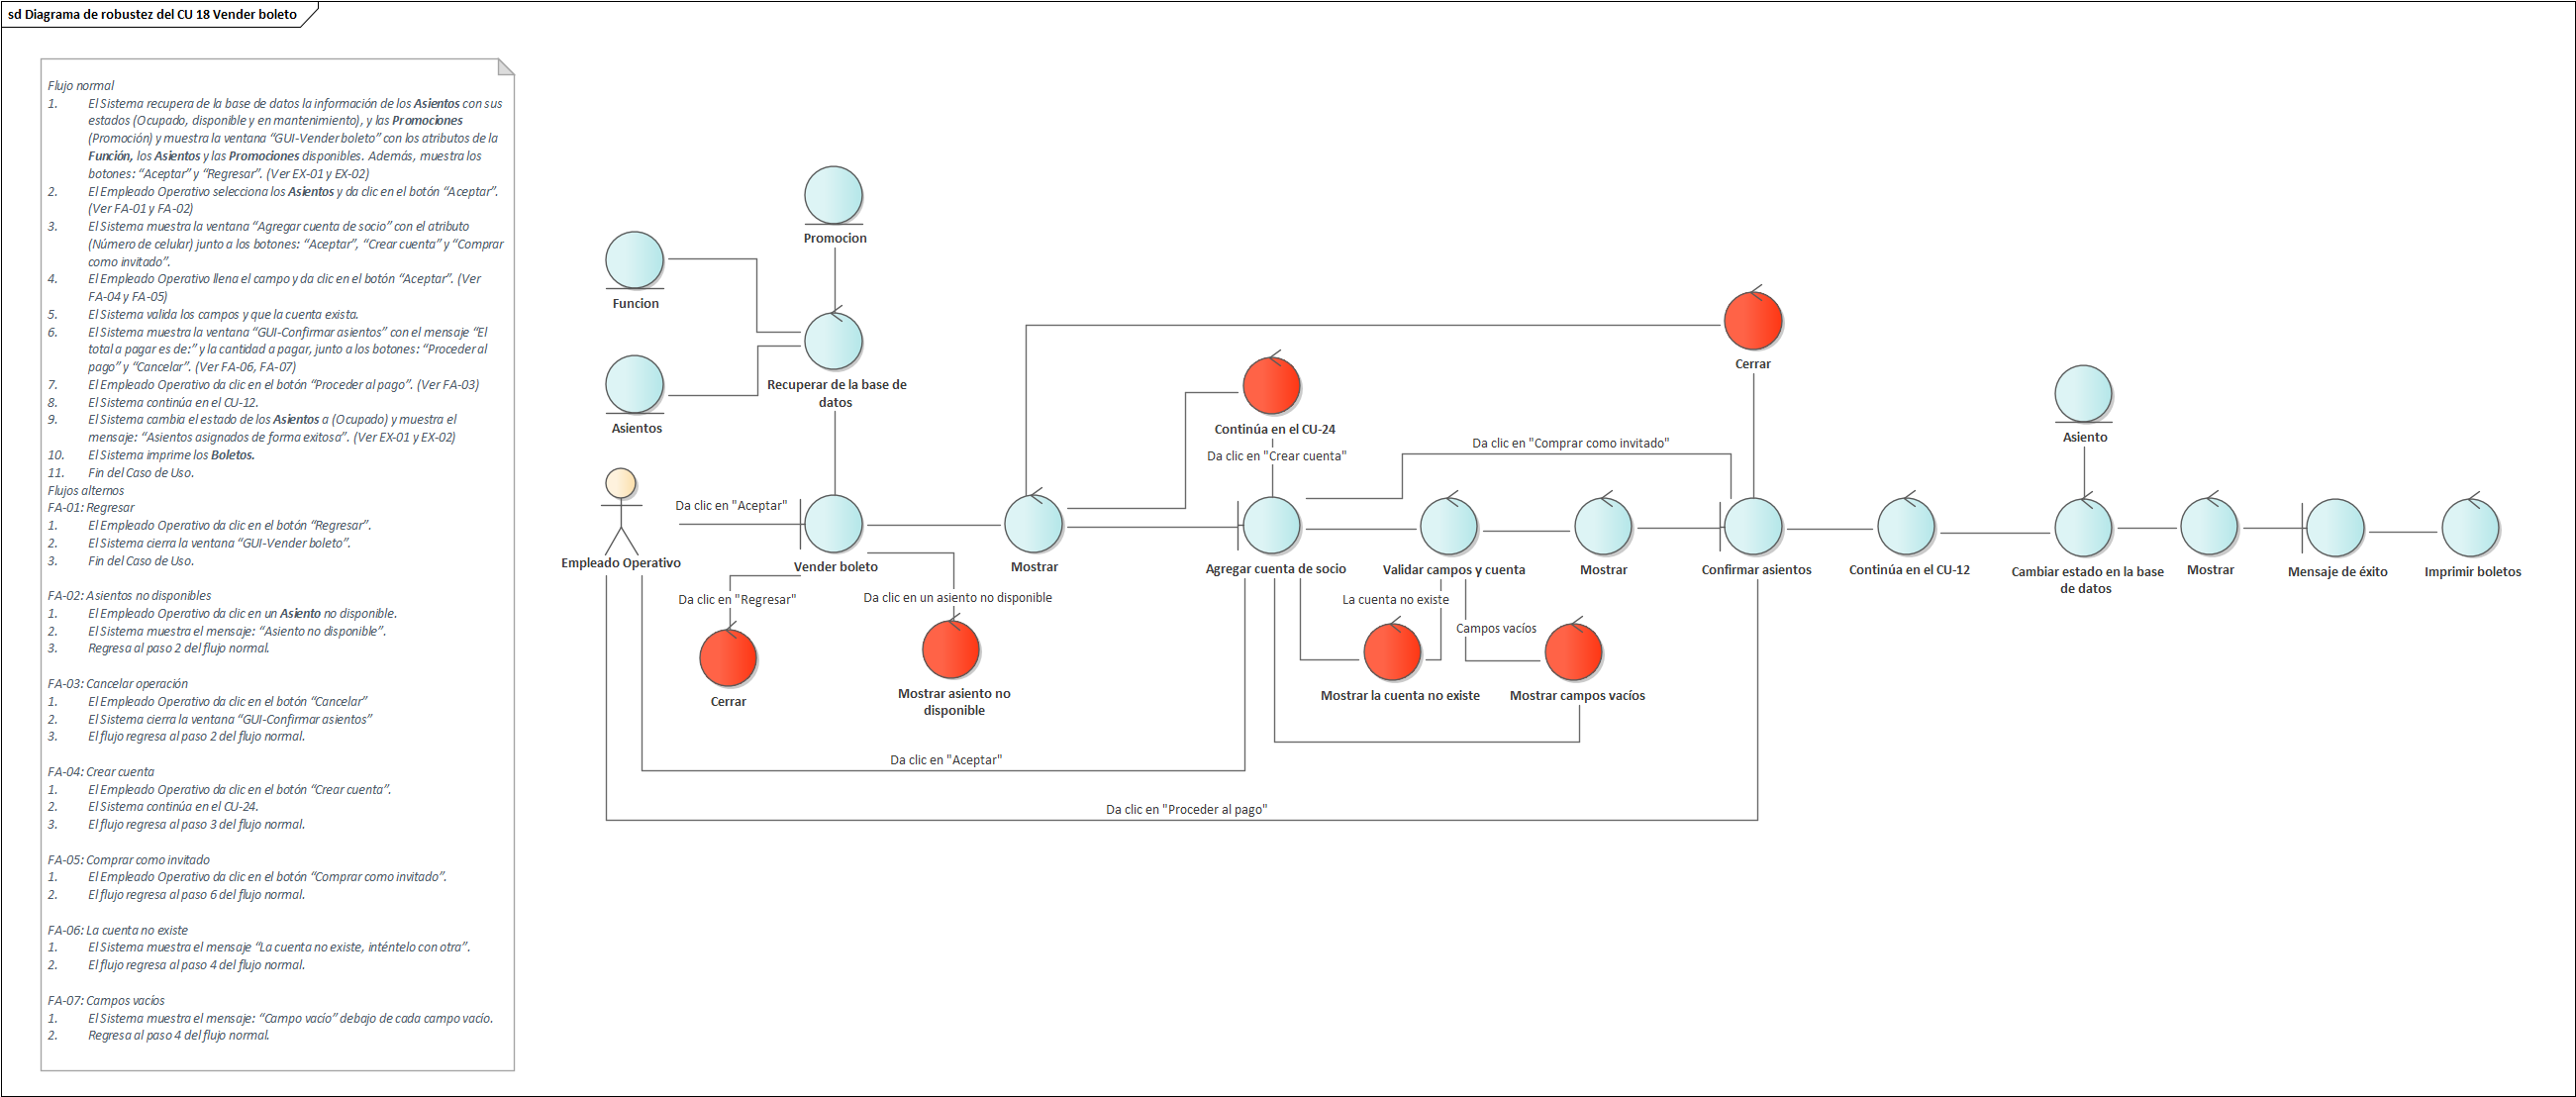 sd Diagrama de robustez del CU 18 Vender boleto
Flujo normal
1. El Sistema recupera de la base de datos la información de los Asientos con sus
estados (Ocupado, disponible y en mantenimiento), y las Promociones
(Promoción) y muestra la ventana “GUI-Vender boleto” con los atributos de la
Función, los Asientos y las Promociones disponibles. Además, muestra los
botones: “Aceptar” y “Regresar”. (Ver EX-01 y EX-02)
2. El Empleado Operativo selecciona los Asientos y da clic en el botón “Aceptar”.
(Ver FA-01 y FA-02)
3. El Sistema muestra la ventana “Agregar cuenta de socio” con el atributo
(Número de celular) junto a los botones: “Aceptar”, “Crear cuenta” y “Comprar
como invitado”.
4. El Empleado Operativo llena el campo y da clic en el botón “Aceptar”. (Ver
FA-04 y FA-05)
5. El Sistema valida los campos y que la cuenta exista.
6. El Sistema muestra la ventana “GUI-Confirmar asientos” con el mensaje “El
total a pagar es de:” y la cantidad a pagar, junto a los botones: “Proceder al
pago” y “Cancelar”. (Ver FA-06, FA-07)
7. El Empleado Operativo da clic en el botón “Proceder al pago”. (Ver FA-03)
8. El Sistema continúa en el CU-12.
9. El Sistema cambia el estado de los Asientos a (Ocupado) y muestra el
mensaje: “Asientos asignados de forma exitosa”. (Ver EX-01 y EX-02)
10. El Sistema imprime los Boletos.
11. Fin del Caso de Uso.
Flujos alternos
FA-01: Regresar
1. El Empleado Operativo da clic en el botón “Regresar”.
2. El Sistema cierra la ventana “GUI-Vender boleto”.
3. Fin del Caso de Uso.
FA-02: Asientos no disponibles
1. El Empleado Operativo da clic en un Asiento no disponible.
2. El Sistema muestra el mensaje: “Asiento no disponible”.
3. Regresa al paso 2 del flujo normal.
FA-03: Cancelar operación
1. El Empleado Operativo da clic en el botón “Cancelar”
2. El Sistema cierra la ventana “GUI-Confirmar asientos”
3. El flujo regresa al paso 2 del flujo normal.
FA-04: Crear cuenta
1. El Empleado Operativo da clic en el botón “Crear cuenta”.
2. El Sistema continúa en el CU-24.
3. El flujo regresa al paso 3 del flujo normal.
FA-05: Comprar como invitado
1. El Empleado Operativo da clic en el botón “Comprar como invitado”.
2. El flujo regresa al paso 6 del flujo normal.
FA-06: La cuenta no existe
1. El Sistema muestra el mensaje “La cuenta no existe, inténtelo con otra”.
2. El flujo regresa al paso 4 del flujo normal.
FA-07: Campos vacíos
1. El Sistema muestra el mensaje: “Campo vacío” debajo de cada campo vacío.
2. Regresa al paso 4 del flujo normal.
Promocion
Funcion
Recuperar de la base de
datos
Asientos
Cerrar
Continúa en el CU-24
Da clic en "Crear cuenta"
Da clic en "Comprar como invitado"
Asiento
Da clic en "Aceptar"
Empleado Operativo
Vender boleto
Mostrar
Agregar cuenta de socio
Validar campos y cuenta
Mostrar
Confirmar asientos
Continúa en el CU-12
Cambiar estado en la base
de datos
Mostrar
Mensaje de éxito
Imprimir boletos
Da clic en "Regresar"
Da clic en un asiento no disponible
La cuenta no existe
Campos vacíos
Cerrar
Mostrar asiento no
disponible
Mostrar la cuenta no existe
Mostrar campos vacíos
Da clic en "Aceptar"
Da clic en "Proceder al pago"